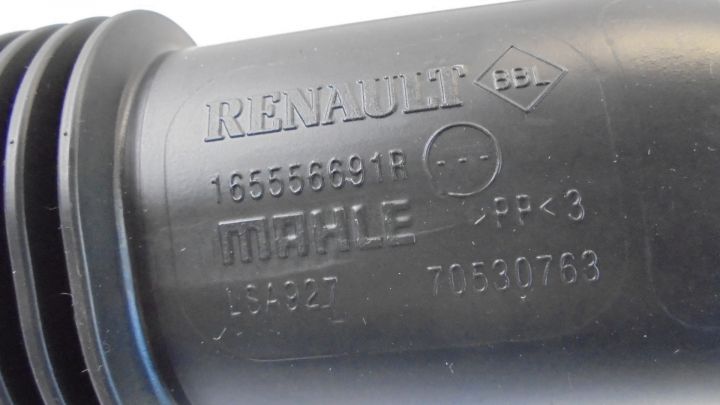 RENAULT BBL
165556691R ---
MAHLE >PP<3
LSA927 70530763